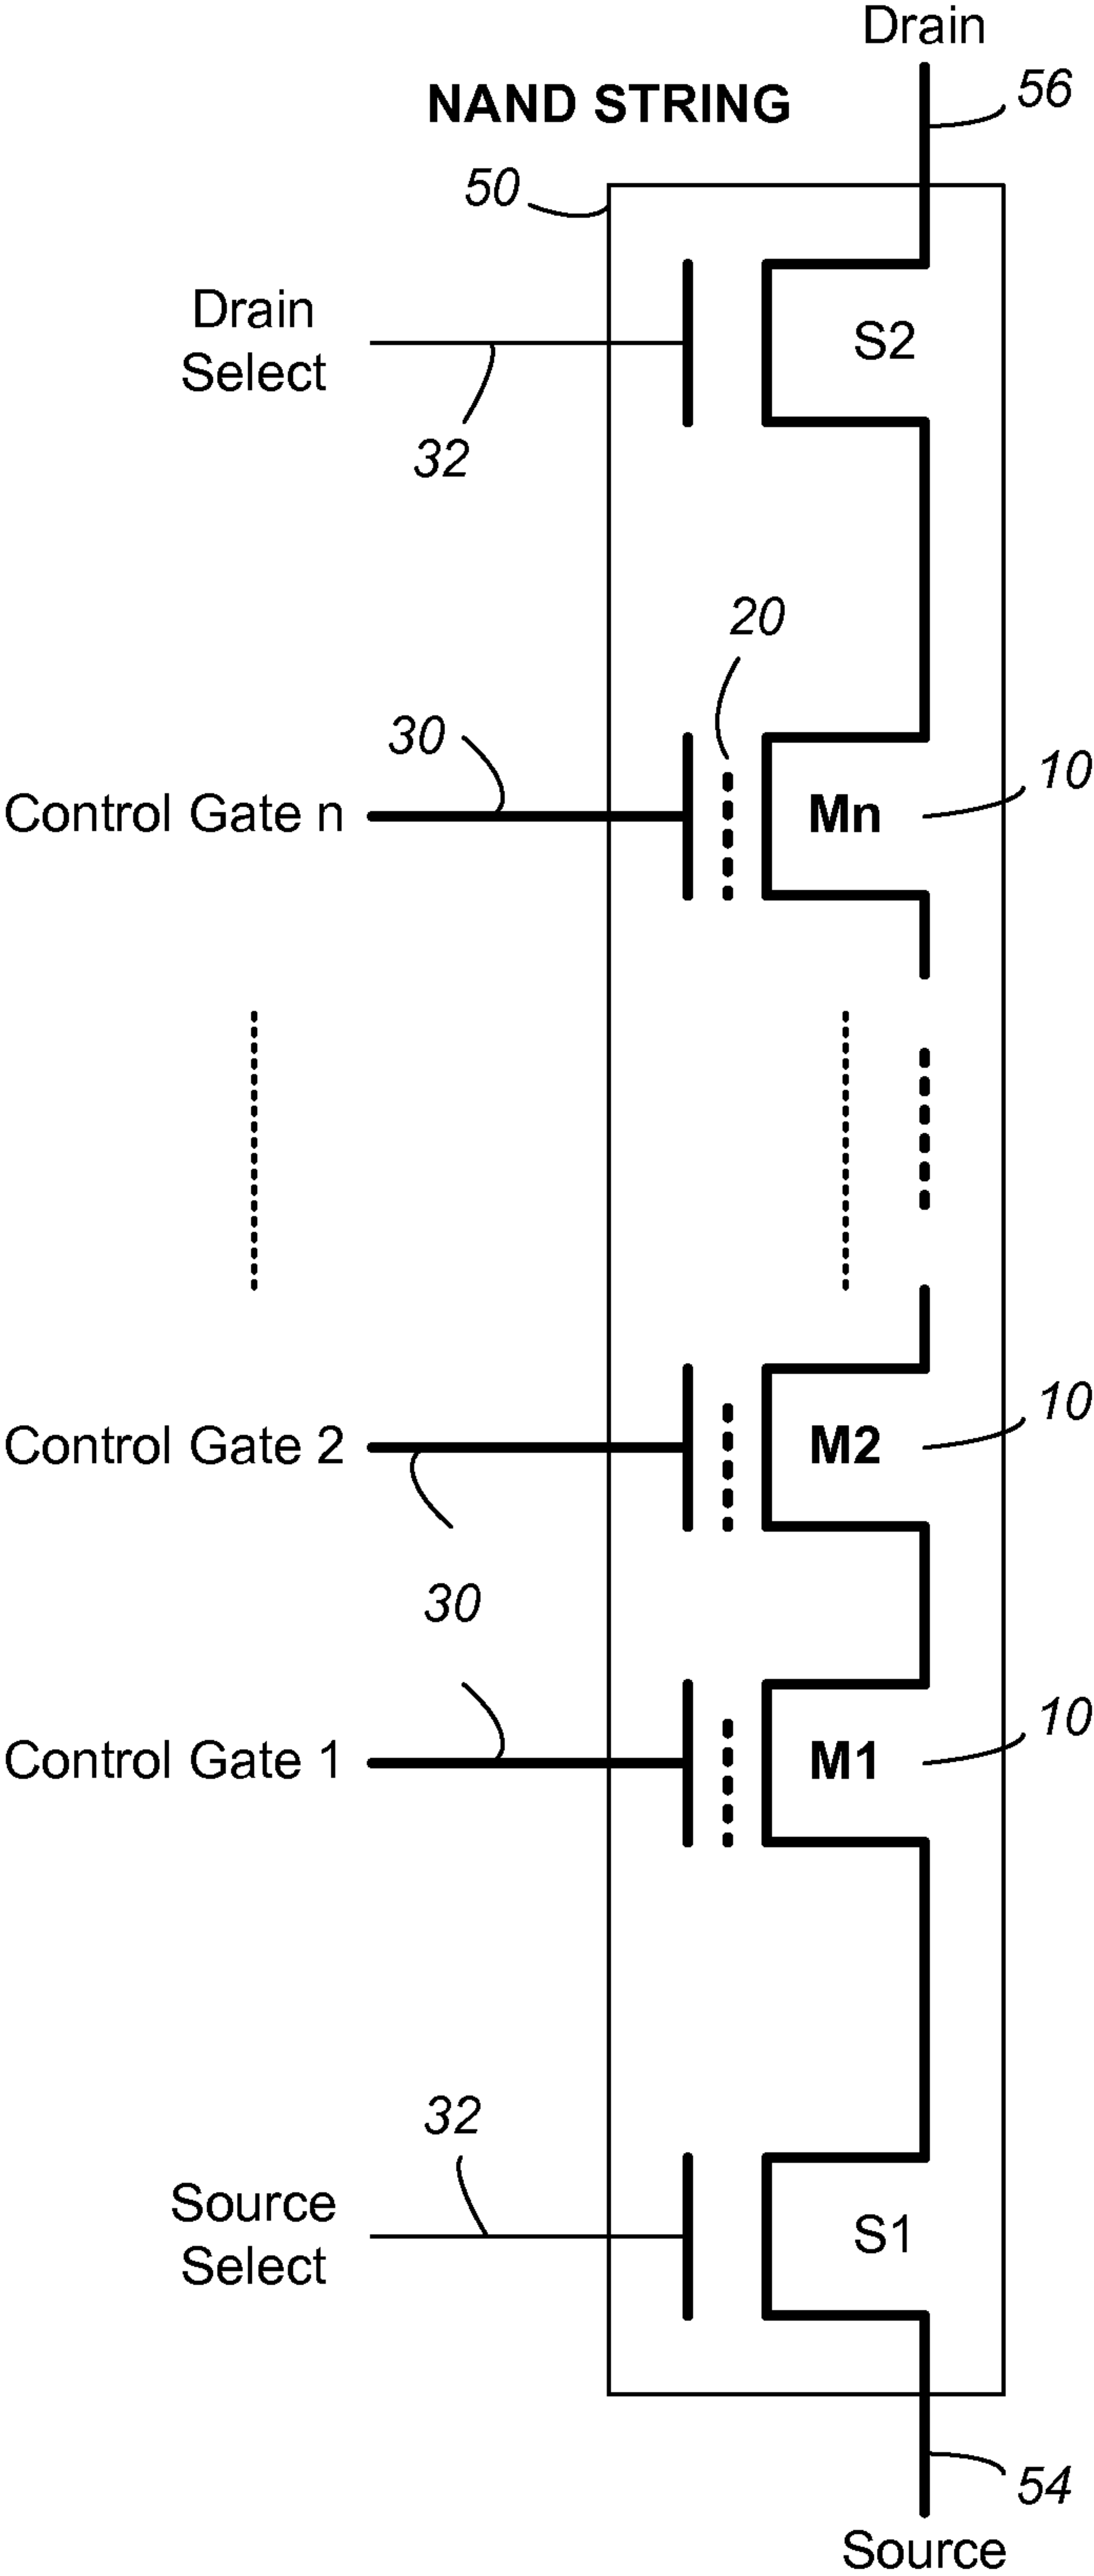 Drain
56
NAND STRING
50
Drain
Select
S2
32
20
30
10
Control Gate n
Mn
10
Control Gate 2
M2
30
10
Control Gate 1
M1
32
Source
Select
S1
54
Source